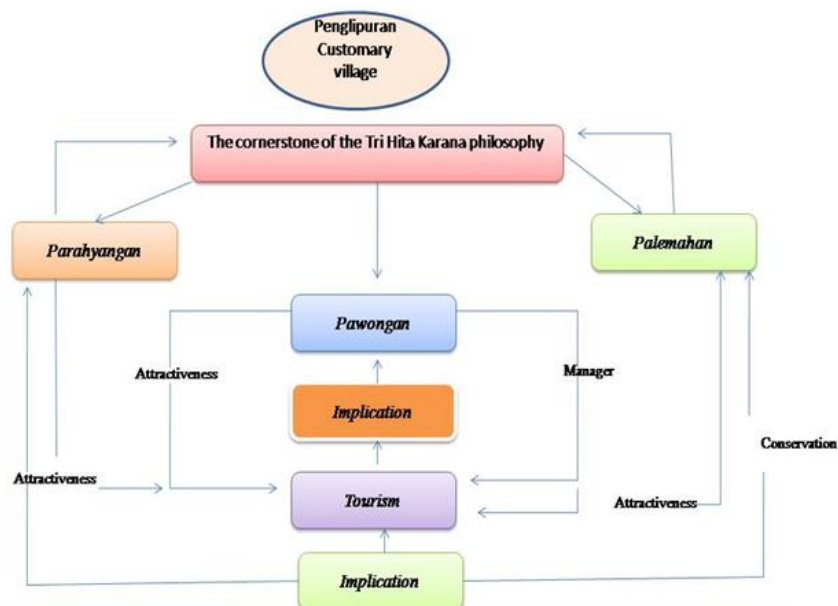 Penglipuran
Customary
village
The cornerstone of the Tri Hita Karana philosophy
Parahyangan
Palemahan
Pawongan
Attractiveness
Manager
Implication
Conservation
Attractiveness
Tourism
Attractiveness
Implication